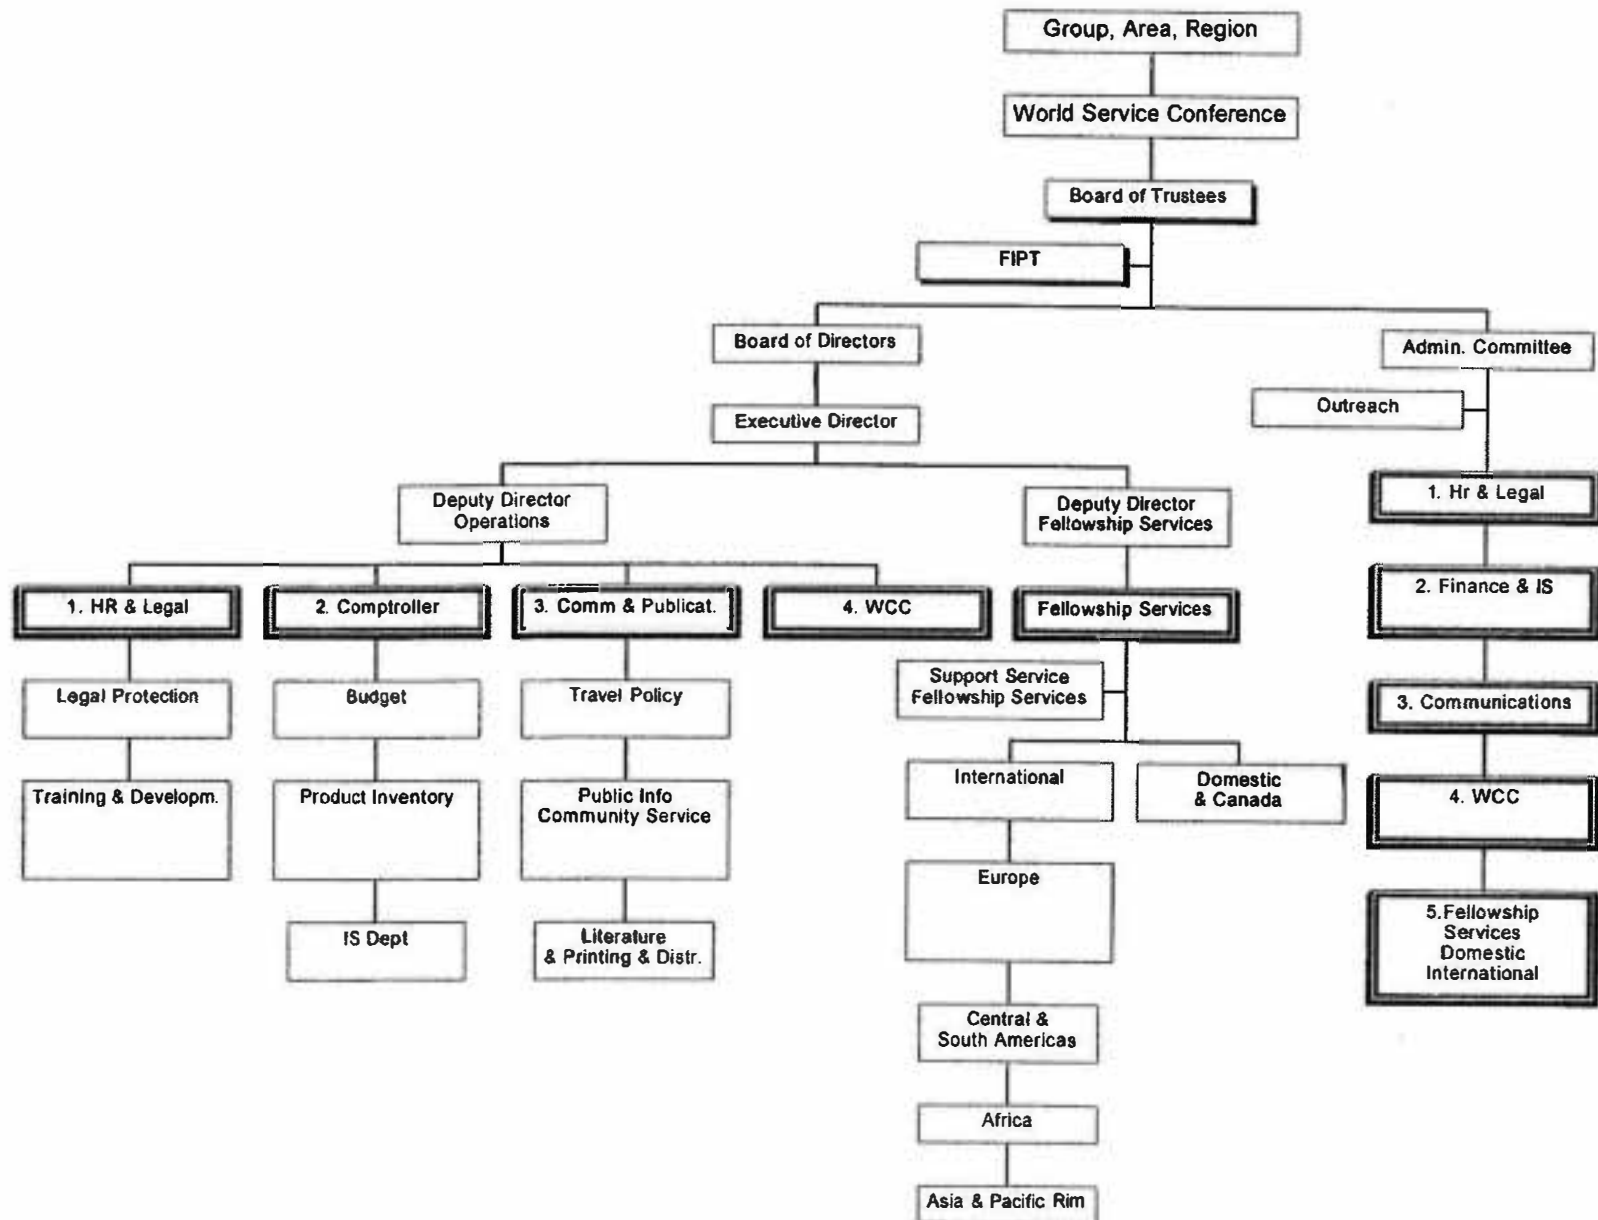 Group, Area, Region
World Service Conference
Board of Trustees
FIPT
Board of Directors
Admin. Committee
Executive Director
Outreach
Deputy Director
Operations
Deputy Director
Fellowship Services
1. Hr & Legal
1. HR & Legal
2. Comptroller
3. Comm & Publicat.
4. WCC
Fellowship Services
2. Finance & IS
Legal Protection
Budget
Travel Policy
Support Service
Fellowship Services
3. Communications
Training & Developm.
Product Inventory
Public Info
Community Service
International
Domestic
& Canada
4. WCC
Europe
IS Dept
Literature
& Printing & Distr.
5.Fellowship
Services
Domestic
International
Central &
South Americas
Africa
Asia & Pacific Rim